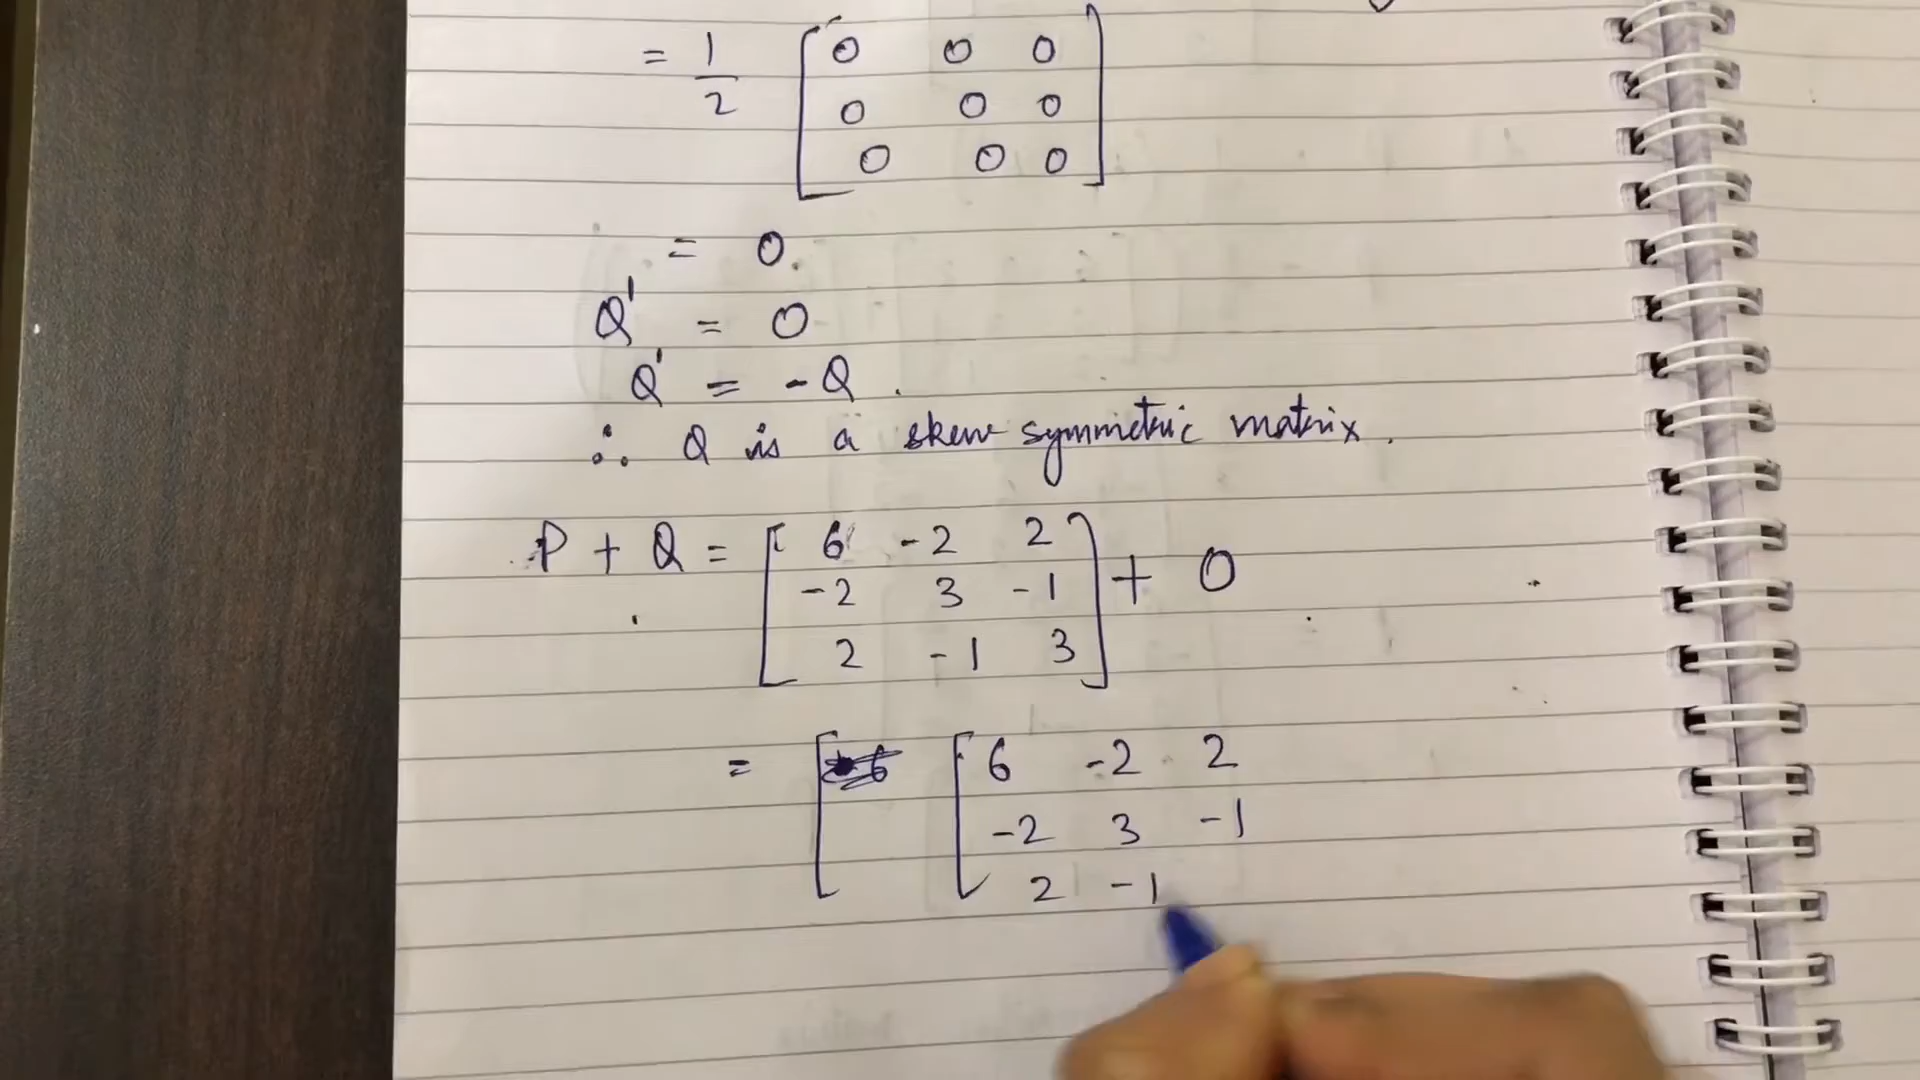 = 1/2 [ 0 0 0
0 0 0
0 0 0 ]
= 0.
Q' = 0
Q' = -Q .
∴ Q is a skew symmetric matrix .
P + Q = [ 6 -2 2
-2 3 -1
2 -1 3 ] + 0
= [ [ 6 -2 2
-2 3 -1
2 -1